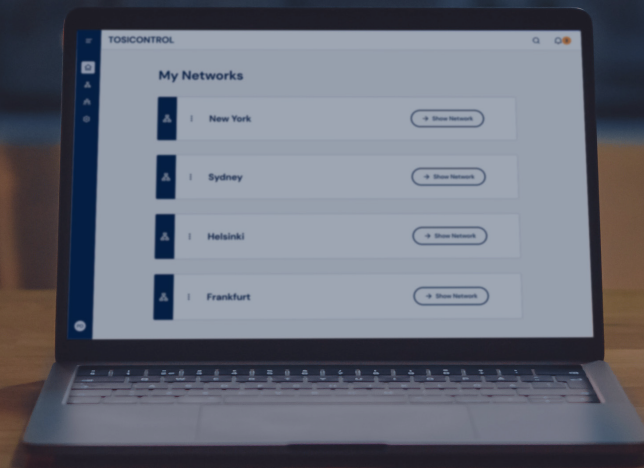 TOSICONTROL
My Networks
New York
Show Network
Sydney
Show Network
Helsinki
Show Network
Frankfurt
Show Network